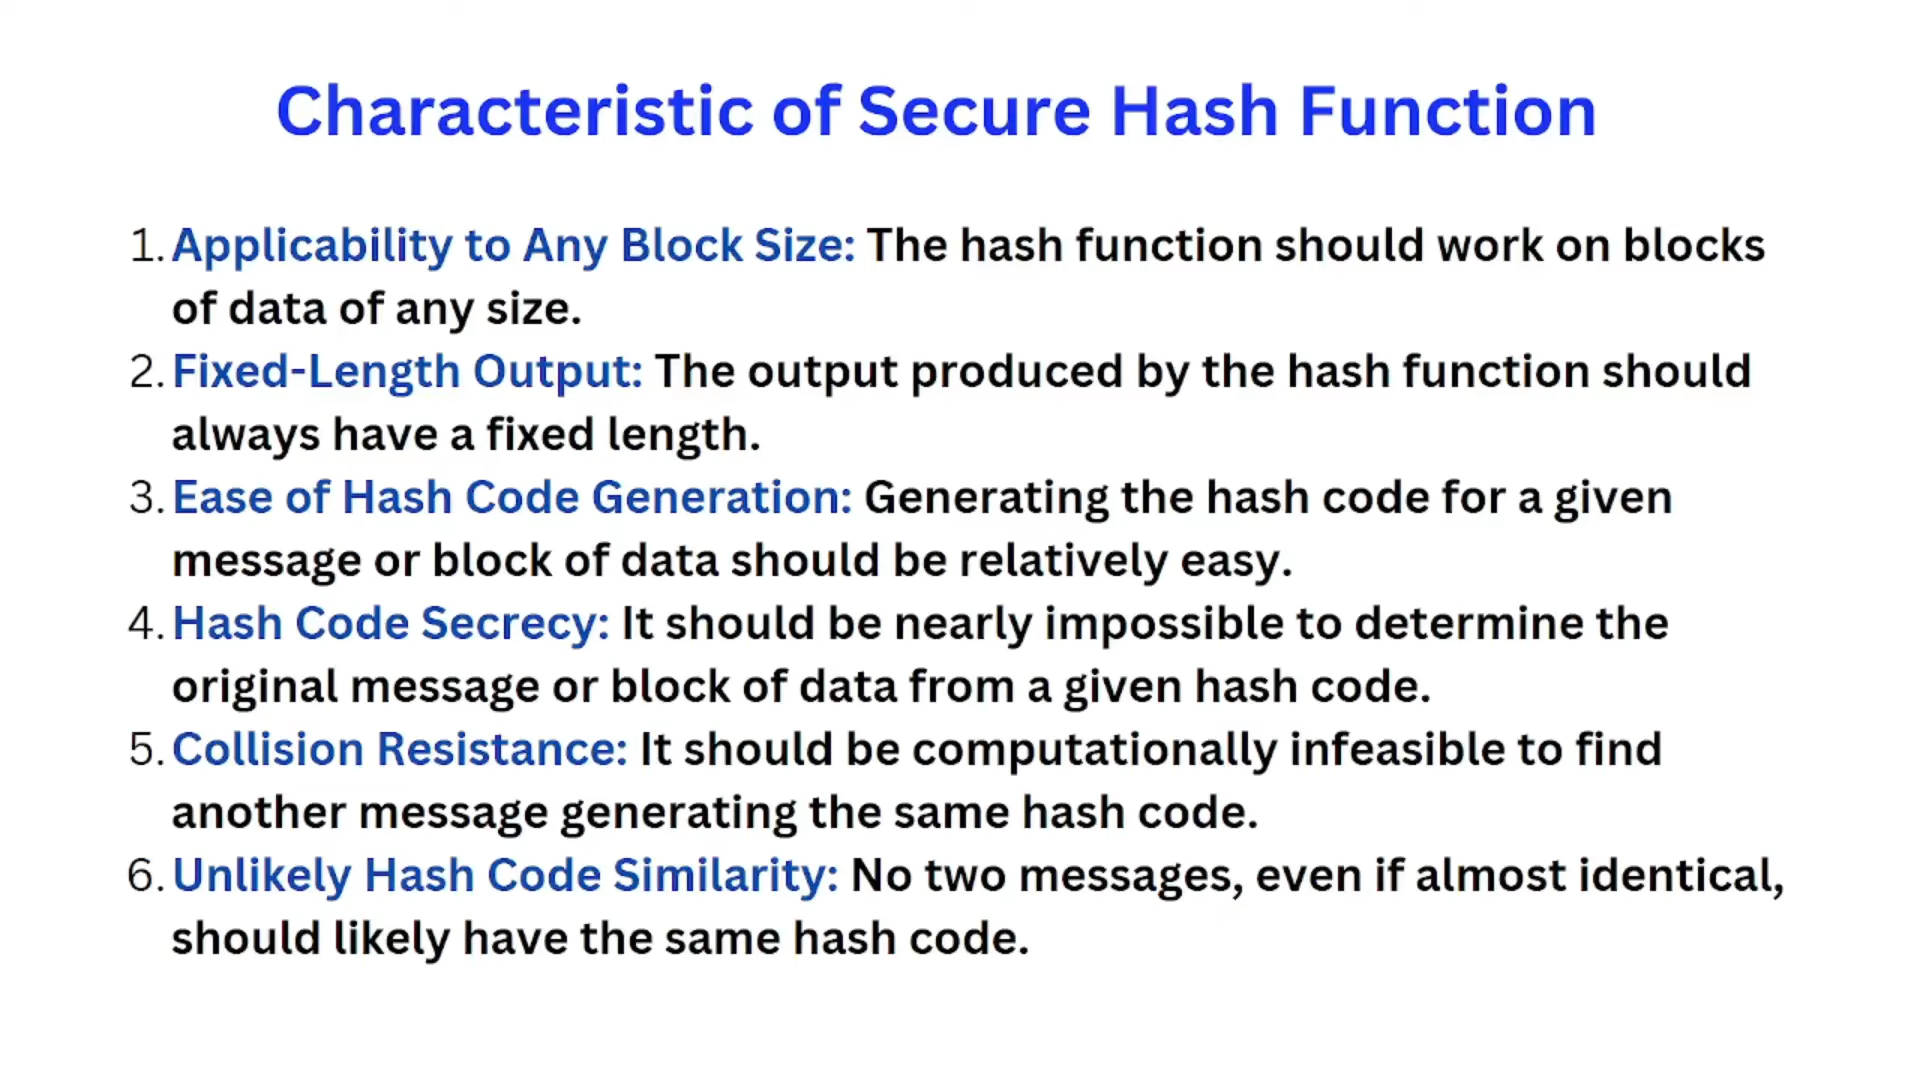 Characteristic of Secure Hash Function
1. Applicability to Any Block Size: The hash function should work on blocks
of data of any size.
2. Fixed-Length Output: The output produced by the hash function should
always have a fixed length.
3. Ease of Hash Code Generation: Generating the hash code for a given
message or block of data should be relatively easy.
4. Hash Code Secrecy: It should be nearly impossible to determine the
original message or block of data from a given hash code.
5. Collision Resistance: It should be computationally infeasible to find
another message generating the same hash code.
6. Unlikely Hash Code Similarity: No two messages, even if almost identical,
should likely have the same hash code.